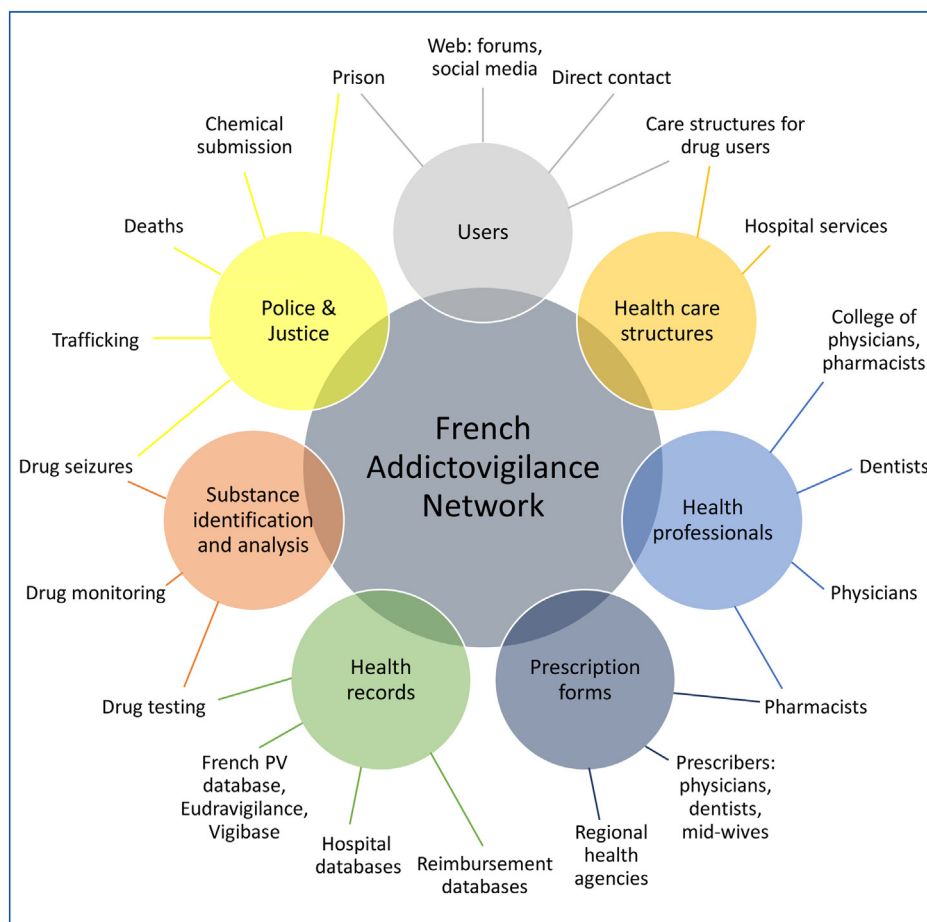 Web: forums,
social media
Prison
Direct contact
Chemical
submission
Care structures for
drug users
Deaths
Users
Hospital services
Police &
Justice
Health care
structures
Trafficking
College of
physicians,
pharmacists
French
Addictovigilance
Network
Drug seizures
Dentists
Substance
identification
and analysis
Health
professionals
Drug monitoring
Physicians
Health
records
Prescription
forms
Drug testing
Pharmacists
French PV
database,
Eudravigilance,
Vigibase
Prescribers:
physicians,
dentists,
mid-wives
Hospital
databases
Reimbursement
databases
Regional
health
agencies